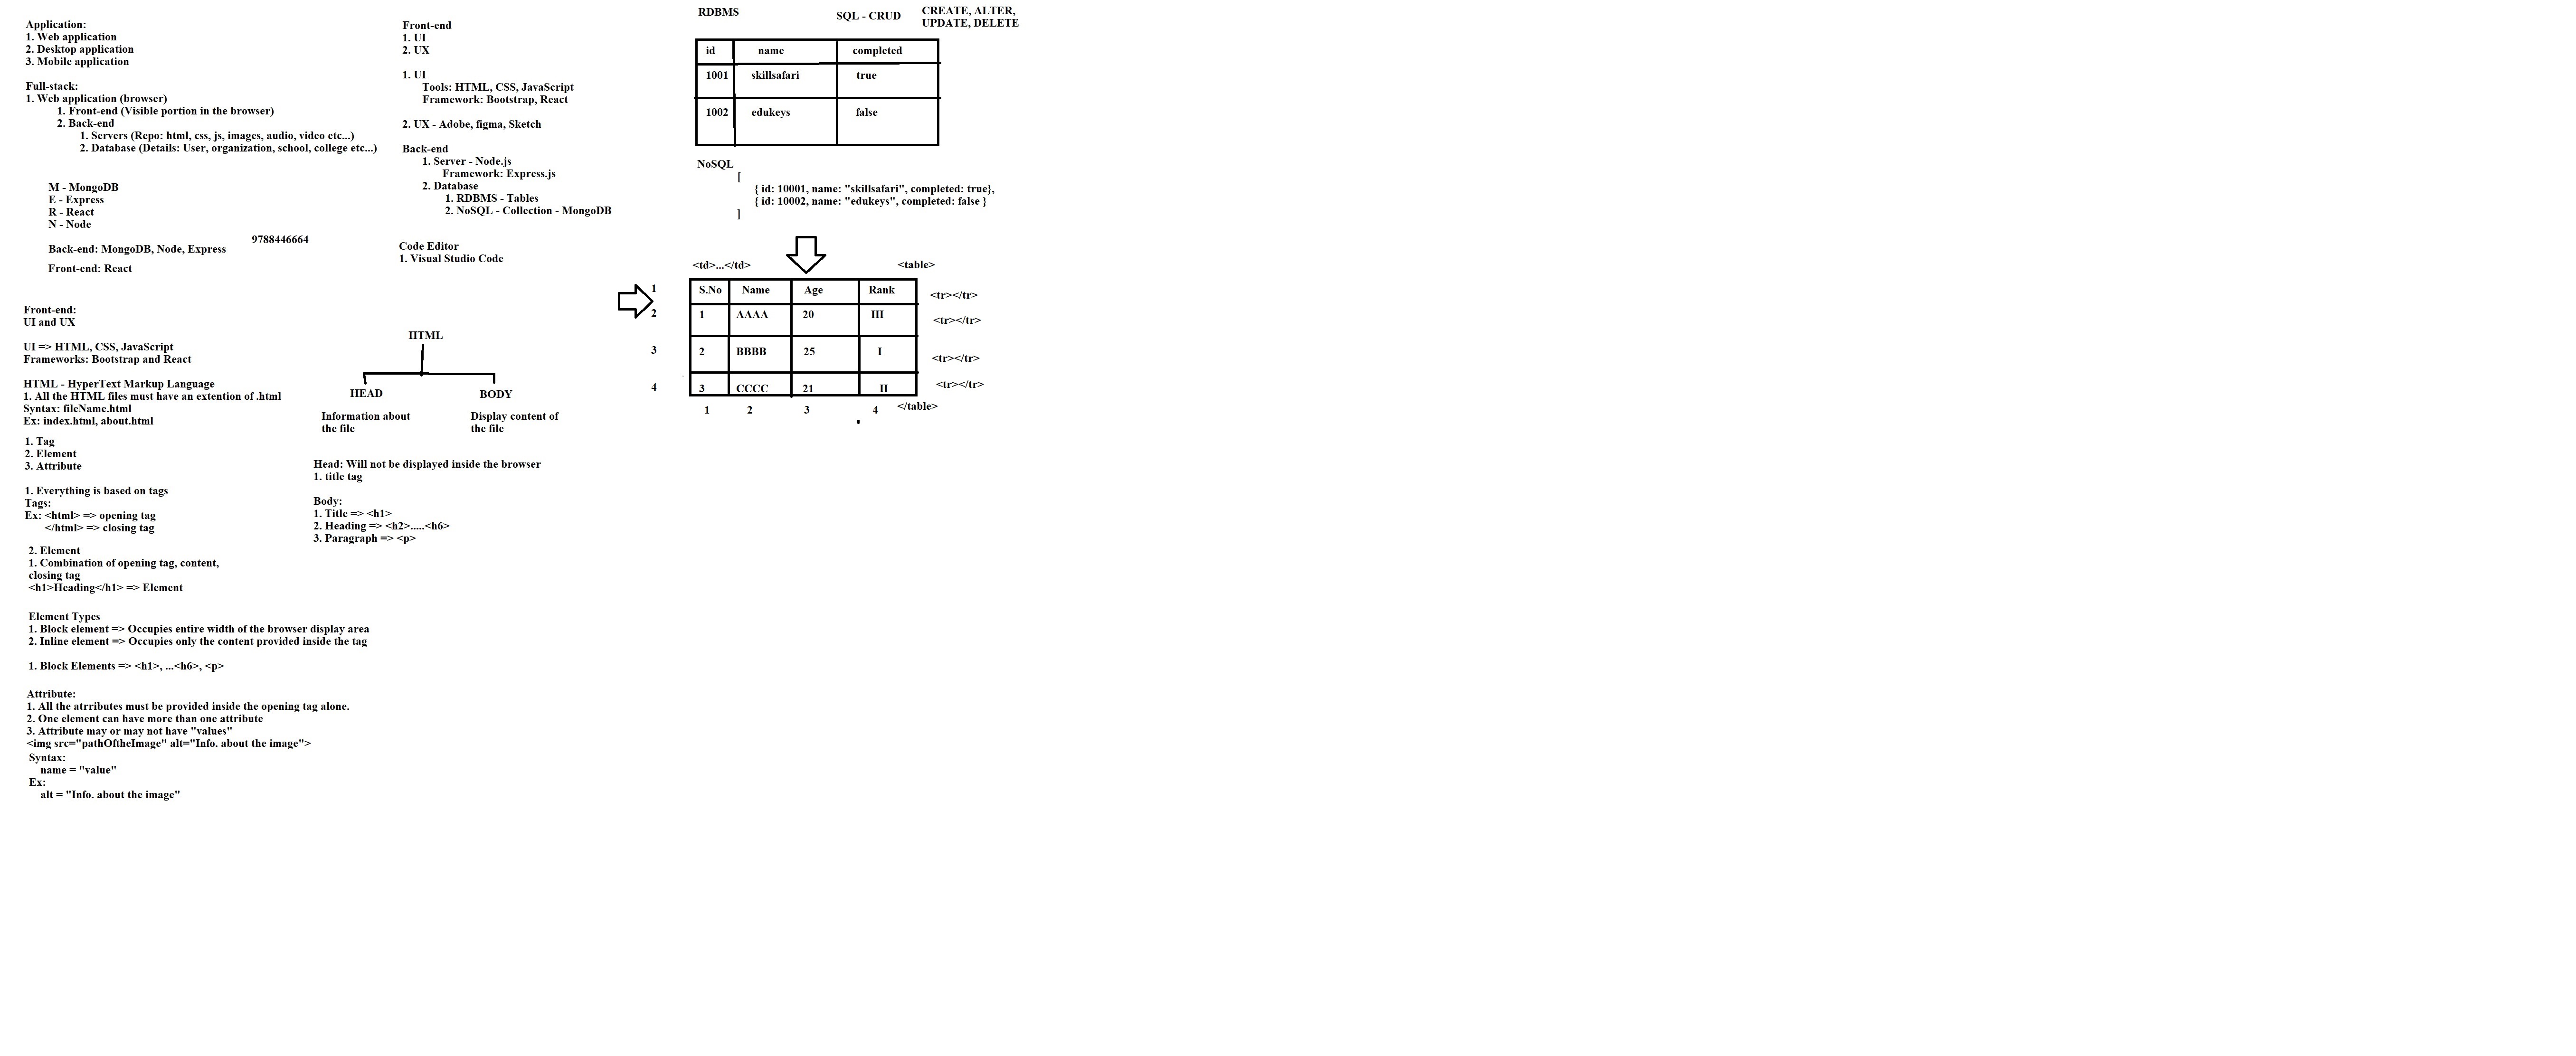 Application:
1. Web application
2. Desktop application
3. Mobile application
Full-stack:
1. Web application (browser)
1. Front-end (Visible portion in the browser)
2. Back-end
1. Servers (Repo: html, css, js, images, audio, video etc...)
2. Database (Details: User, organization, school, college etc...)
M - MongoDB
E - Express
R - React
N - Node
9788446664
Back-end: MongoDB, Node, Express
Front-end: React
Front-end
1. UI
2. UX
1. UI
Tools: HTML, CSS, JavaScript
Framework: Bootstrap, React
2. UX - Adobe, figma, Sketch
Back-end
1. Server - Node.js
Framework: Express.js
2. Database
1. RDBMS - Tables
2. NoSQL - Collection - MongoDB
Code Editor
1. Visual Studio Code
RDBMS
SQL - CRUD
CREATE, ALTER,
UPDATE, DELETE
id name completed
1001 skillsafari true
1002 edukeys false
NoSQL
[
{ id: 10001, name: "skillsafari", completed: true},
{ id: 10002, name: "edukeys", completed: false }
]
<td>...</td> <table>
1 S.No Name Age Rank <tr></tr>
2 1 AAAA 20 III <tr></tr>
3 2 BBBB 25 I <tr></tr>
4 3 CCCC 21 II <tr></tr>
1 2 3 4 </table>
Front-end:
UI and UX
UI => HTML, CSS, JavaScript
Frameworks: Bootstrap and React
HTML - HyperText Markup Language
1. All the HTML files must have an extention of .html
Syntax: fileName.html
Ex: index.html, about.html
1. Tag
2. Element
3. Attribute
1. Everything is based on tags
Tags:
Ex: <html> => opening tag
</html> => closing tag
2. Element
1. Combination of opening tag, content,
closing tag
<h1>Heading</h1> => Element
HTML
HEAD BODY
Information about
the file
Display content of
the file
Head: Will not be displayed inside the browser
1. title tag
Body:
1. Title => <h1>
2. Heading => <h2>.....<h6>
3. Paragraph => <p>
Element Types
1. Block element => Occupies entire width of the browser display area
2. Inline element => Occupies only the content provided inside the tag
1. Block Elements => <h1>, ...<h6>, <p>
Attribute:
1. All the atrributes must be provided inside the opening tag alone.
2. One element can have more than one attribute
3. Attribute may or may not have "values"
<img src="pathOftheImage" alt="Info. about the image">
Syntax:
name = "value"
Ex:
alt = "Info. about the image"